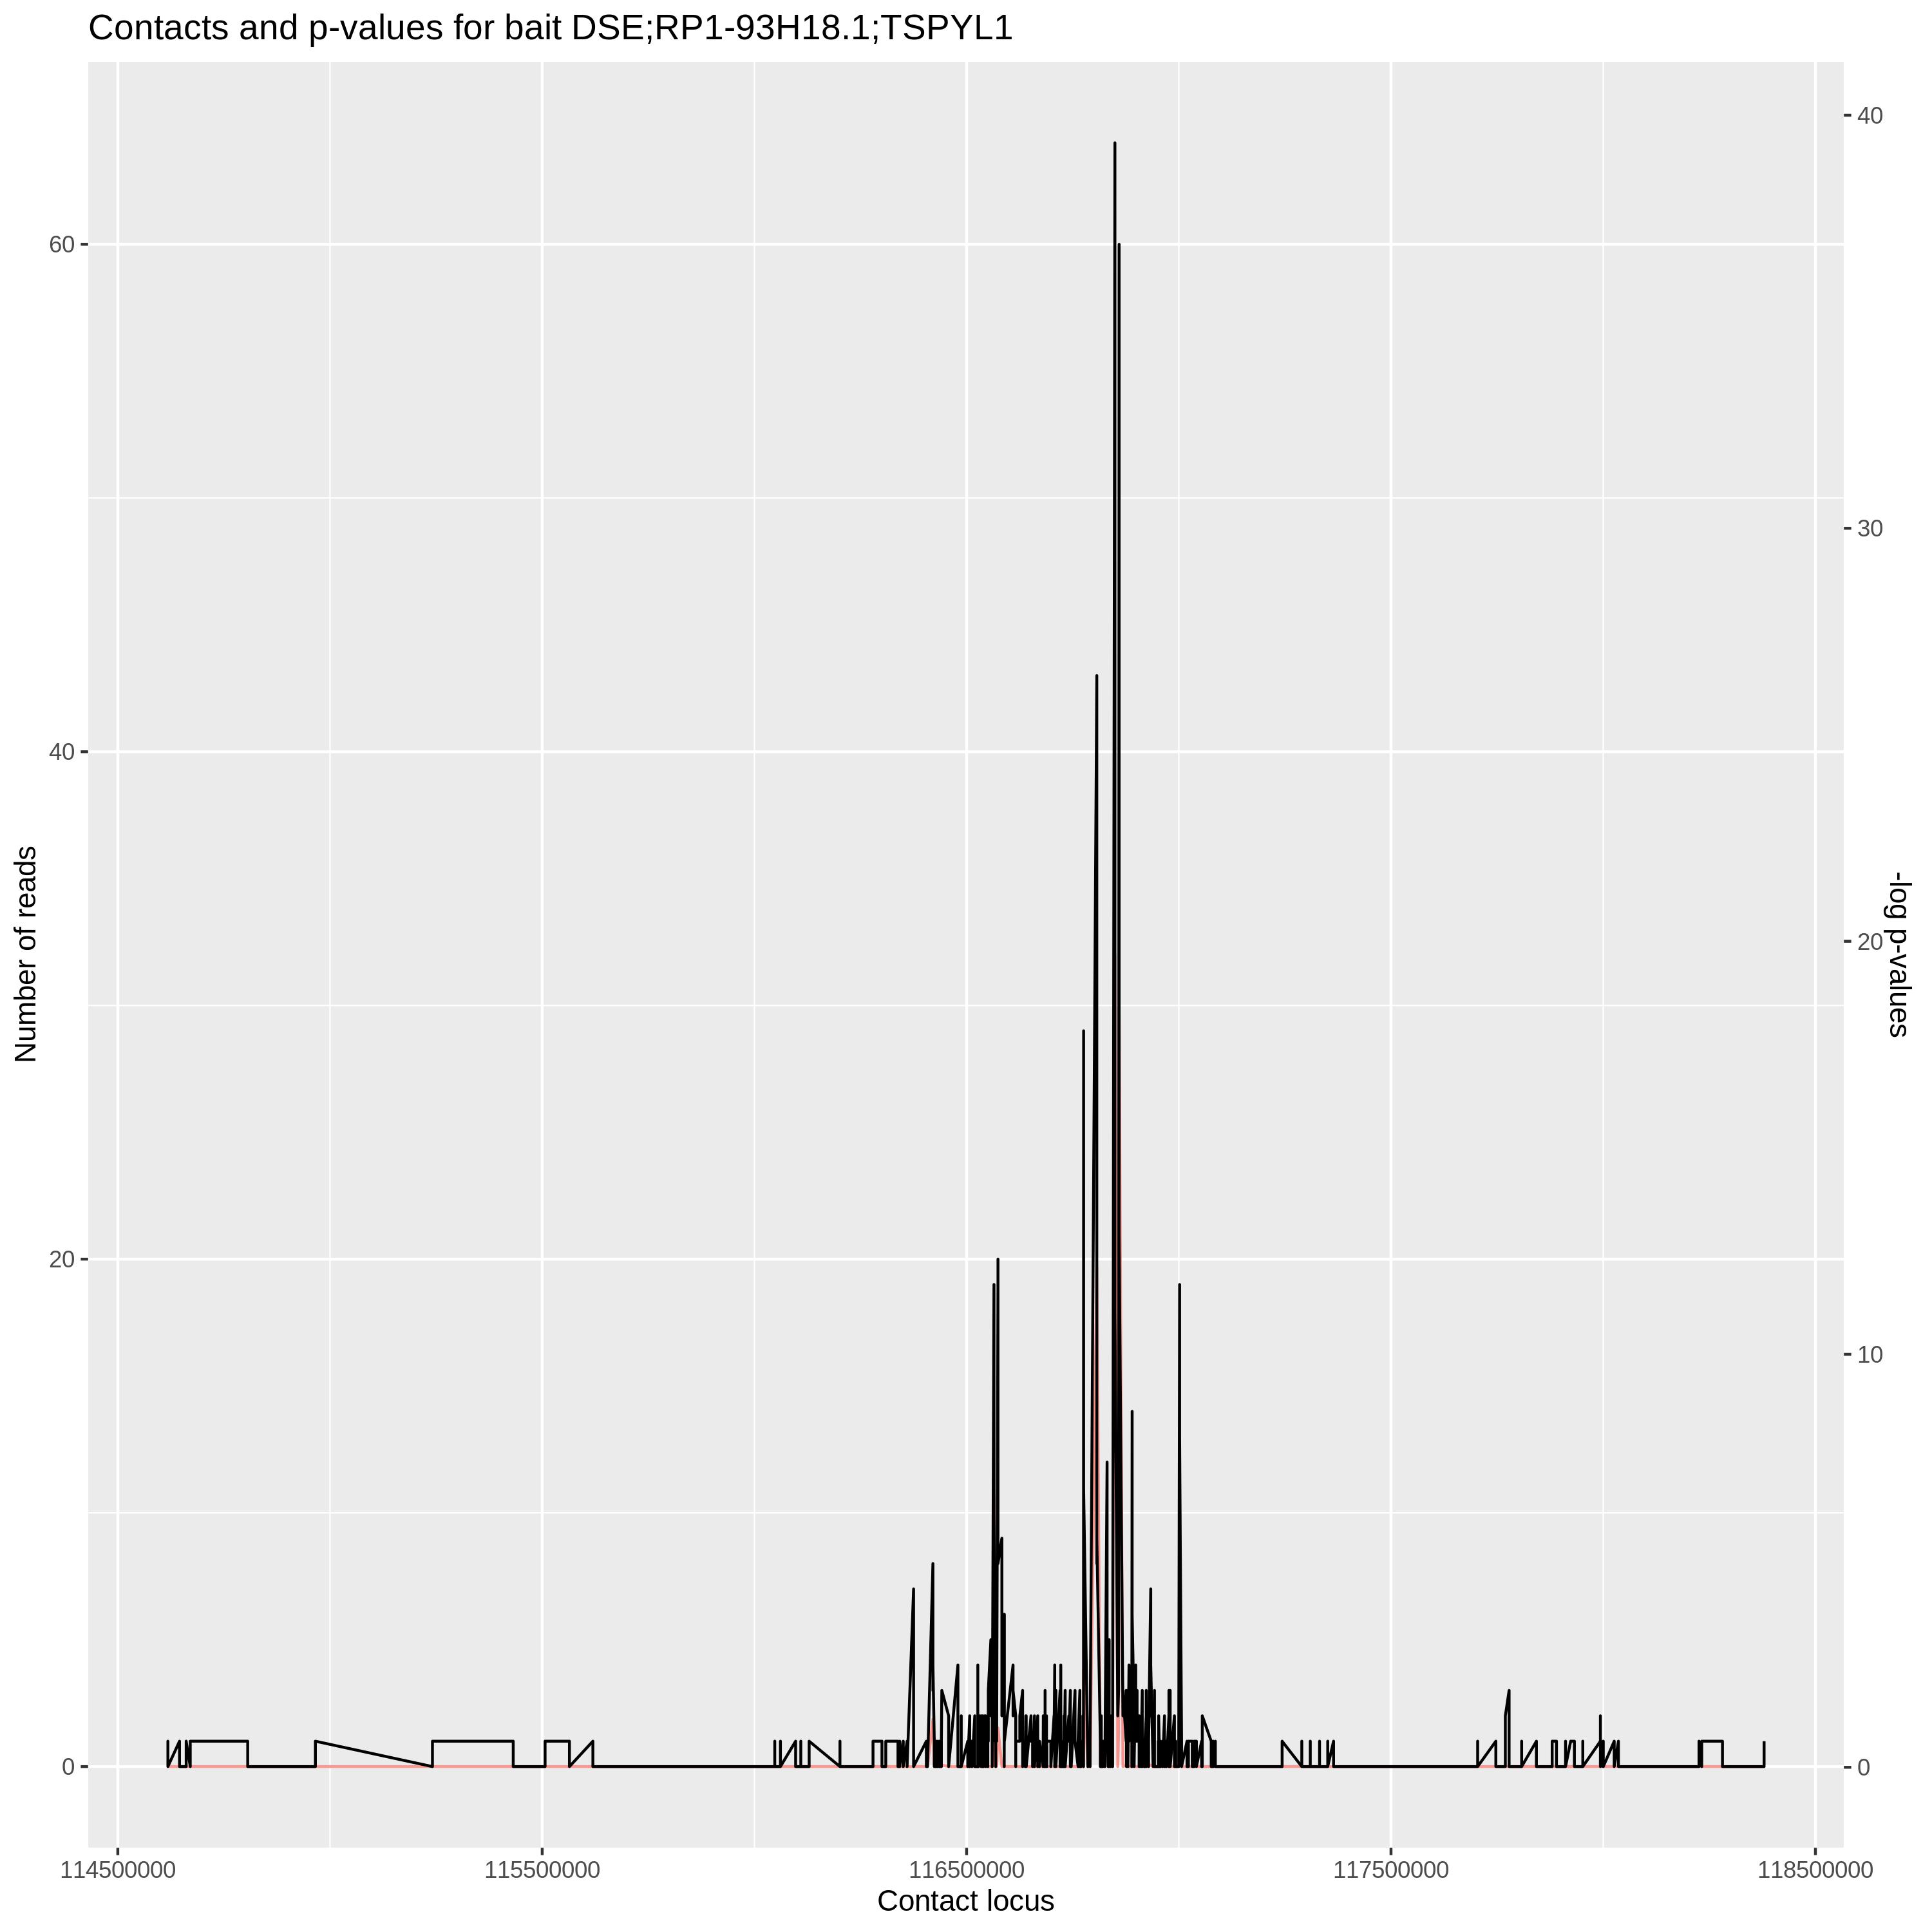 Contacts and p-values for bait DSE;RP1-93H18.1;TSPYL1
60
40
20
0
Number of reads
40
30
20
10
0
-log p-values
114500000 115500000 116500000 117500000 118500000
Contact locus